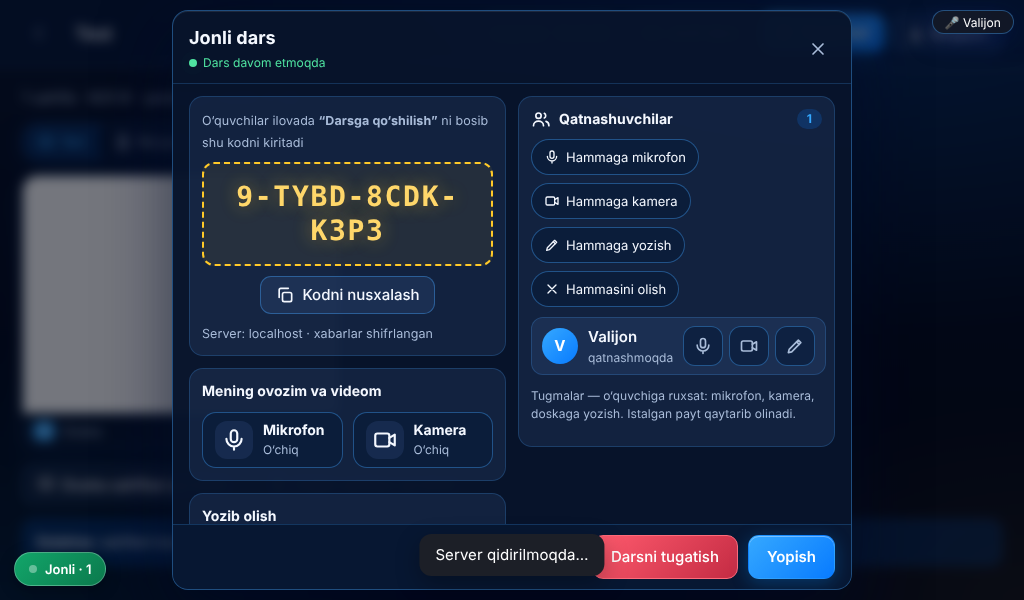 Jonli dars
Dars davom etmoqda
🎤 Valijon
O‘quvchilar ilovada “Darsga qo‘shilish” ni bosib
shu kodni kiritadi
9-TYBD-8CDK-
K3P3
Kodni nusxalash
Server: localhost · xabarlar shifrlangan
Mening ovozim va videom
Mikrofon
O‘chiq
Kamera
O‘chiq
Yozib olish
Qatnashuvchilar
1
Hammaga mikrofon
Hammaga kamera
Hammaga yozish
Hammasini olish
V
Valijon
qatnashmoqda
Tugmalar — o‘quvchiga ruxsat: mikrofon, kamera,
doskaga yozish. Istalgan payt qaytarib olinadi.
Server qidirilmoqda...
Darsni tugatish
Yopish
Jonli · 1